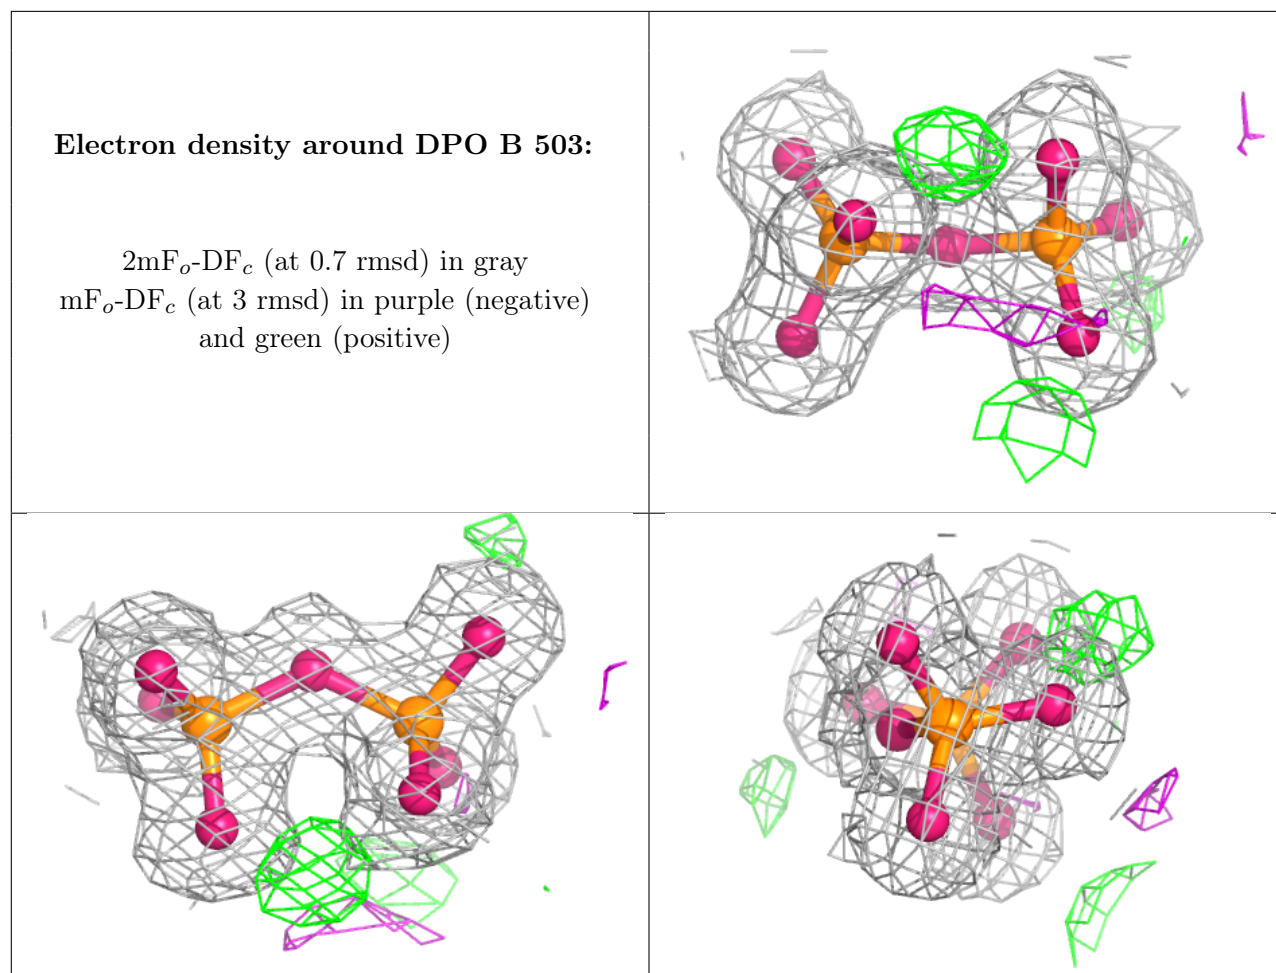 Electron density around DPO B 503:
2mFo-DFc (at 0.7 rmsd) in gray
mFo-DFc (at 3 rmsd) in purple (negative)
and green (positive)